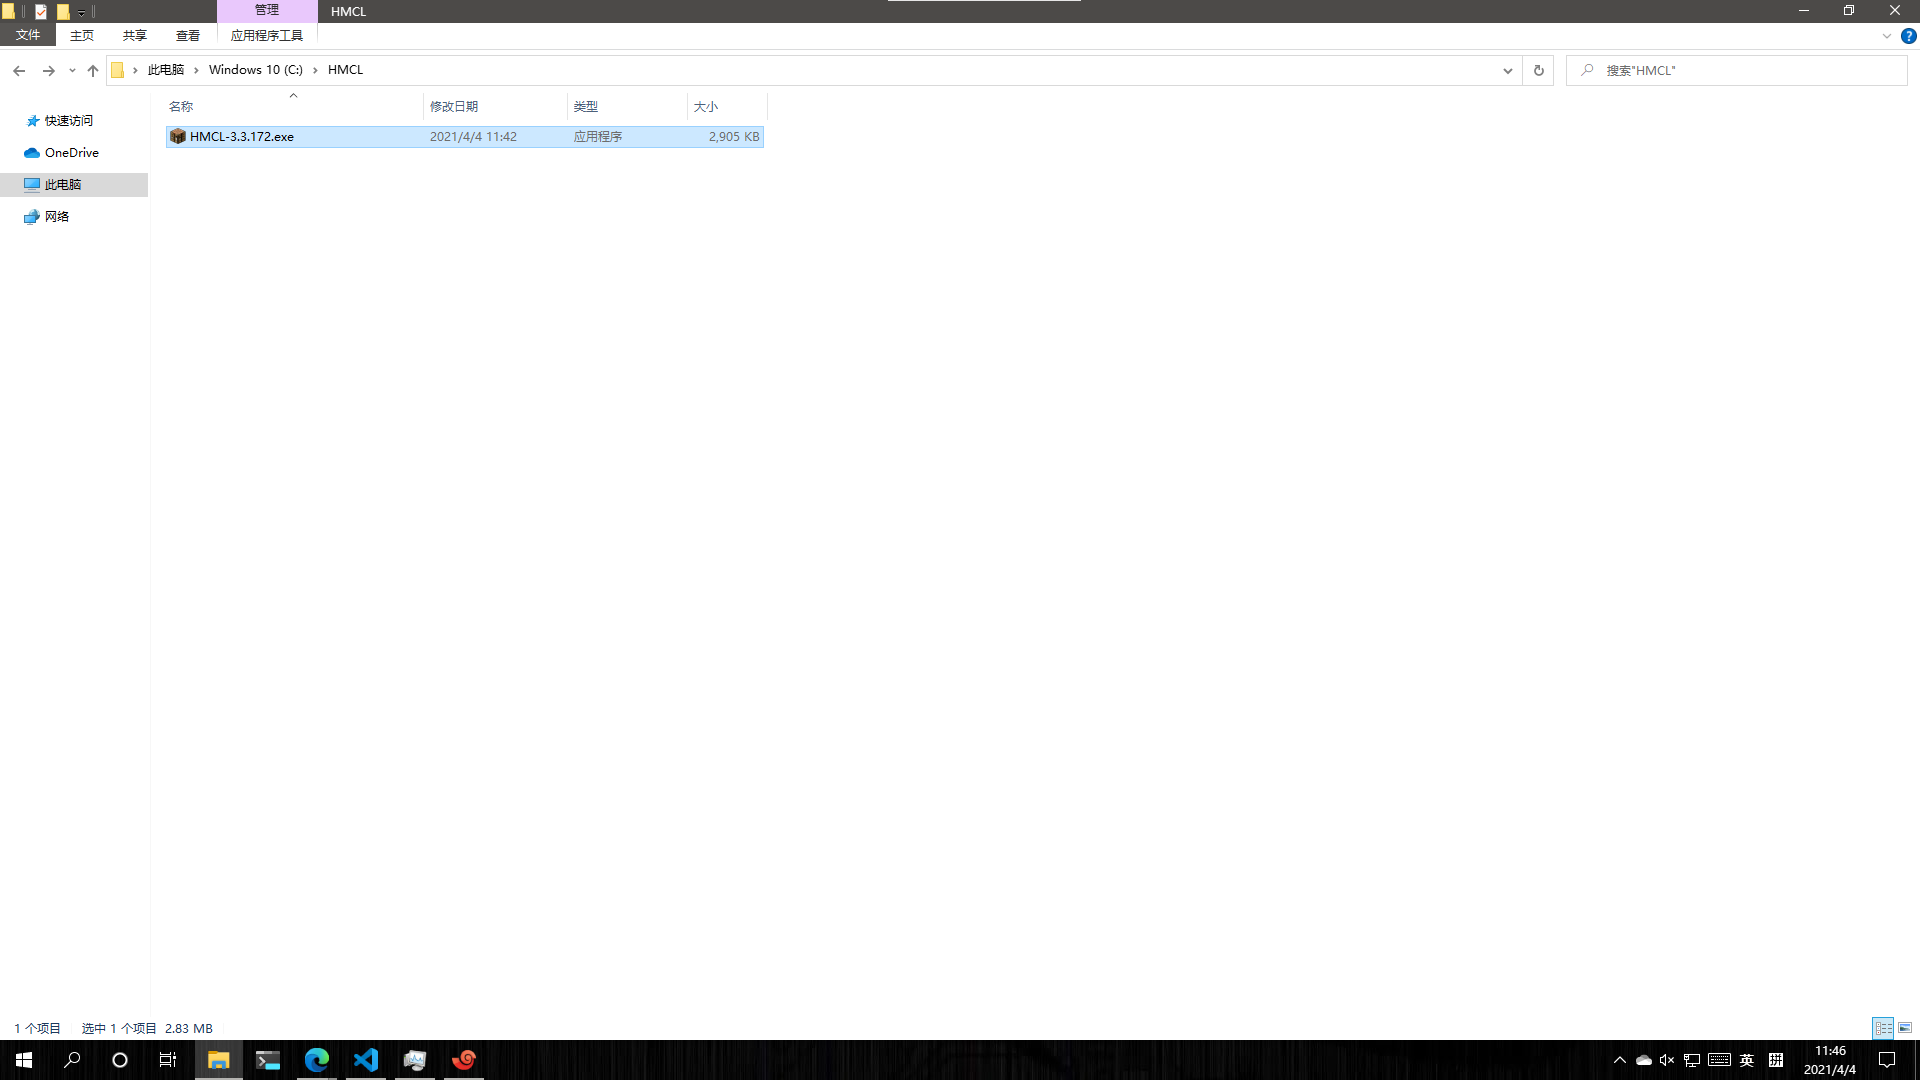 管理
HMCL
文件
主页
共享
查看
应用程序工具
此电脑
Windows 10 (C:)
HMCL
搜索"HMCL"
名称
修改日期
类型
大小
HMCL-3.3.172.exe
2021/4/4 11:42
应用程序
2,905 KB
快速访问
OneDrive
此电脑
网络
1 个项目
选中 1 个项目 2.83 MB
英
拼
11:46
2021/4/4